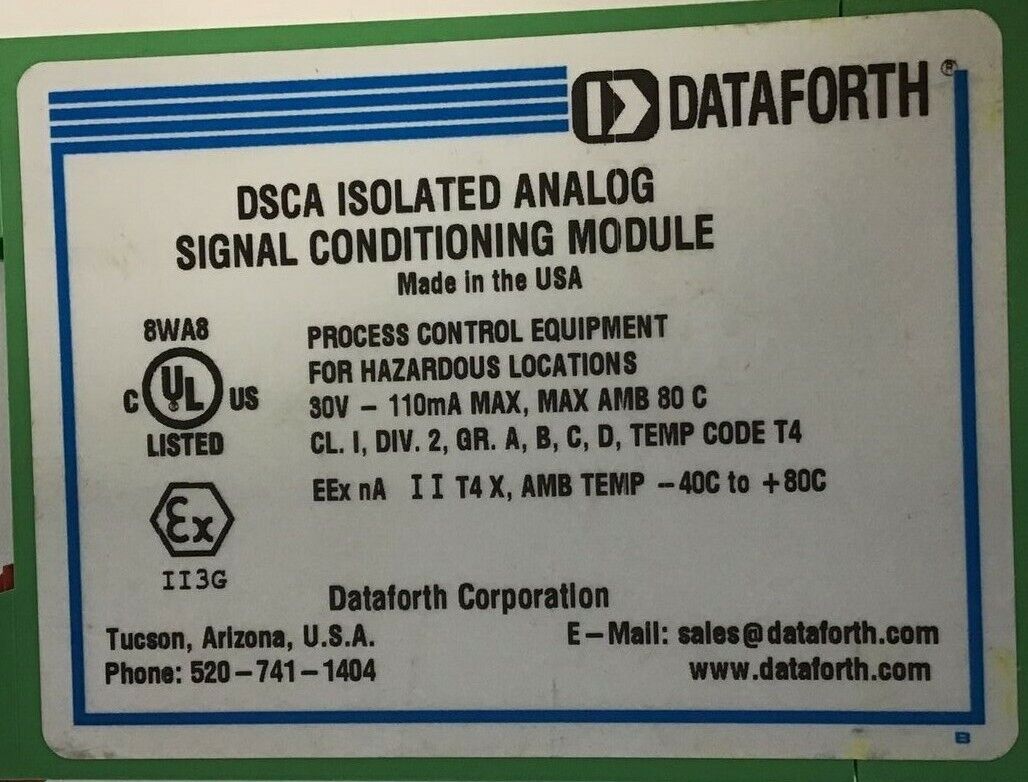 DATAFORTH®
DSCA ISOLATED ANALOG
SIGNAL CONDITIONING MODULE
Made in the USA
8WA8
C UL® US
LISTED
PROCESS CONTROL EQUIPMENT
FOR HAZARDOUS LOCATIONS
30V – 110mA MAX, MAX AMB 80 C
CL. I, DIV. 2, GR. A, B, C, D, TEMP CODE T4
EEx nA II T4 X, AMB TEMP –40C to +80C
Ex
II3G
Dataforth Corporation
Tucson, Arizona, U.S.A.
Phone: 520–741–1404
E–Mail: sales@dataforth.com
www.dataforth.com
B